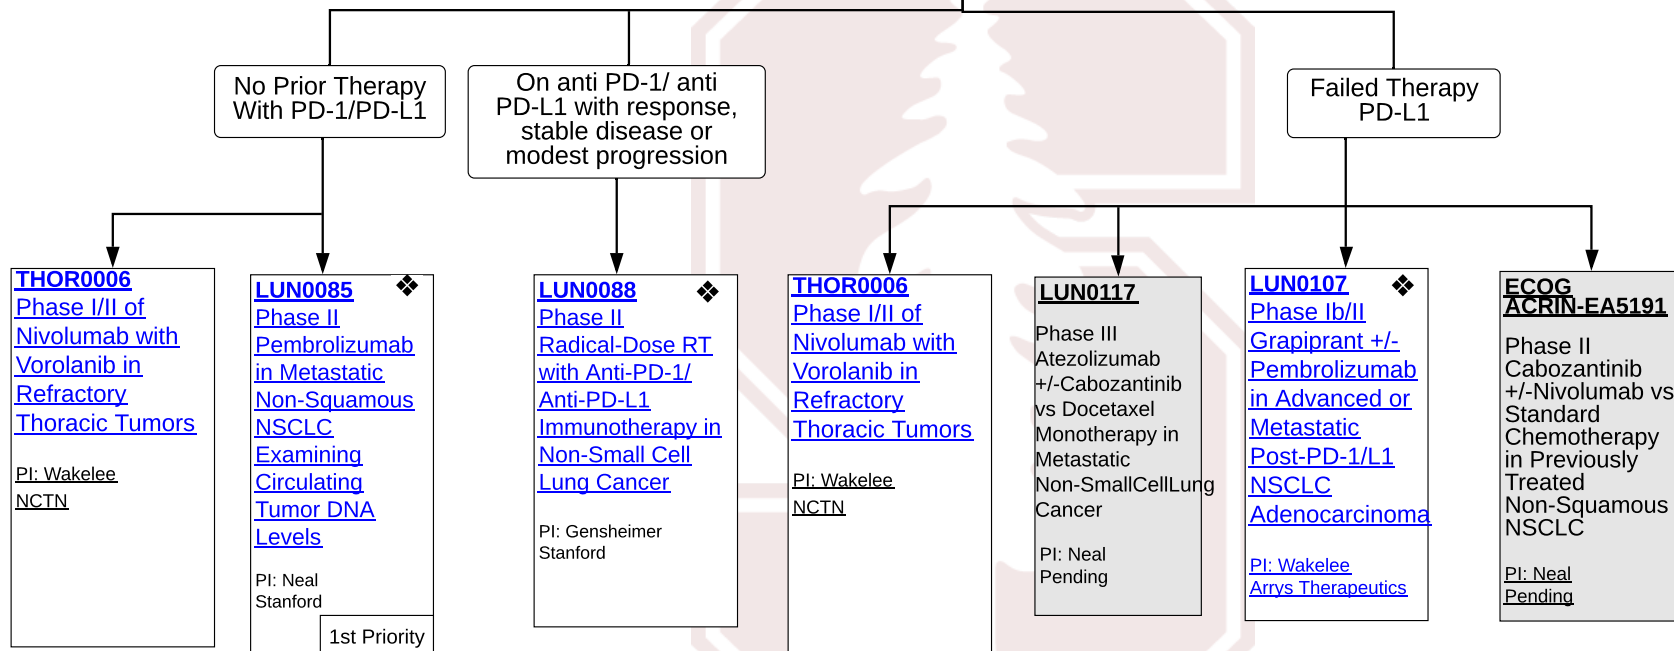 No Prior Therapy
With PD-1/PD-L1
On anti PD-1/ anti
PD-L1 with response,
stable disease or
modest progression
Failed Therapy
PD-L1
THOR0006
Phase I/II of
Nivolumab with
Vorolanib in
Refractory
Thoracic Tumors
PI: Wakelee
NCTN
LUN0085 ❖
Phase II
Pembrolizumab
in Metastatic
Non-Squamous
NSCLC
Examining
Circulating
Tumor DNA
Levels
PI: Neal
Stanford
1st Priority
LUN0088 ❖
Phase II
Radical-Dose RT
with Anti-PD-1/
Anti-PD-L1
Immunotherapy in
Non-Small Cell
Lung Cancer
PI: Gensheimer
Stanford
THOR0006
Phase I/II of
Nivolumab with
Vorolanib in
Refractory
Thoracic Tumors
PI: Wakelee
NCTN
LUN0117
Phase III
Atezolizumab
+/-Cabozantinib
vs Docetaxel
Monotherapy in
Metastatic
Non-SmallCellLung
Cancer
PI: Neal
Pending
LUN0107 ❖
Phase Ib/II
Grapiprant +/-
Pembrolizumab
in Advanced or
Metastatic
Post-PD-1/L1
NSCLC
Adenocarcinoma
PI: Wakelee
Arrys Therapeutics
ECOG
ACRIN-EA5191
Phase II
Cabozantinib
+/-Nivolumab vs
Standard
Chemotherapy
in Previously
Treated
Non-Squamous
NSCLC
PI: Neal
Pending